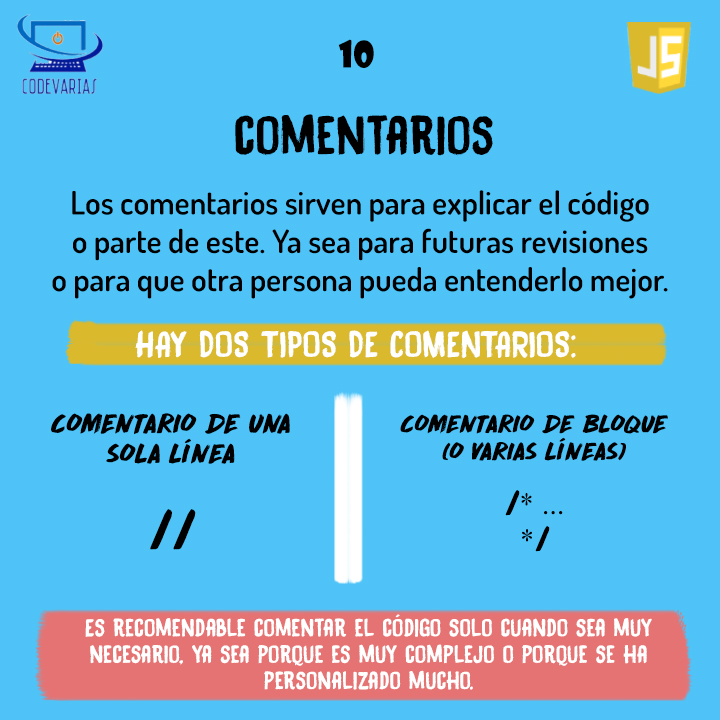 CODEVARIAS
10
JS
COMENTARIOS
Los comentarios sirven para explicar el código
o parte de este. Ya sea para futuras revisiones
o para que otra persona pueda entenderlo mejor.
HAY DOS TIPOS DE COMENTARIOS:
COMENTARIO DE UNA
SOLA LÍNEA
//
COMENTARIO DE BLOQUE
(O VARIAS LÍNEAS)
/* ...
*/
ES RECOMENDABLE COMENTAR EL CÓDIGO SOLO CUANDO SEA MUY
NECESARIO, YA SEA PORQUE ES MUY COMPLEJO O PORQUE SE HA
PERSONALIZADO MUCHO.